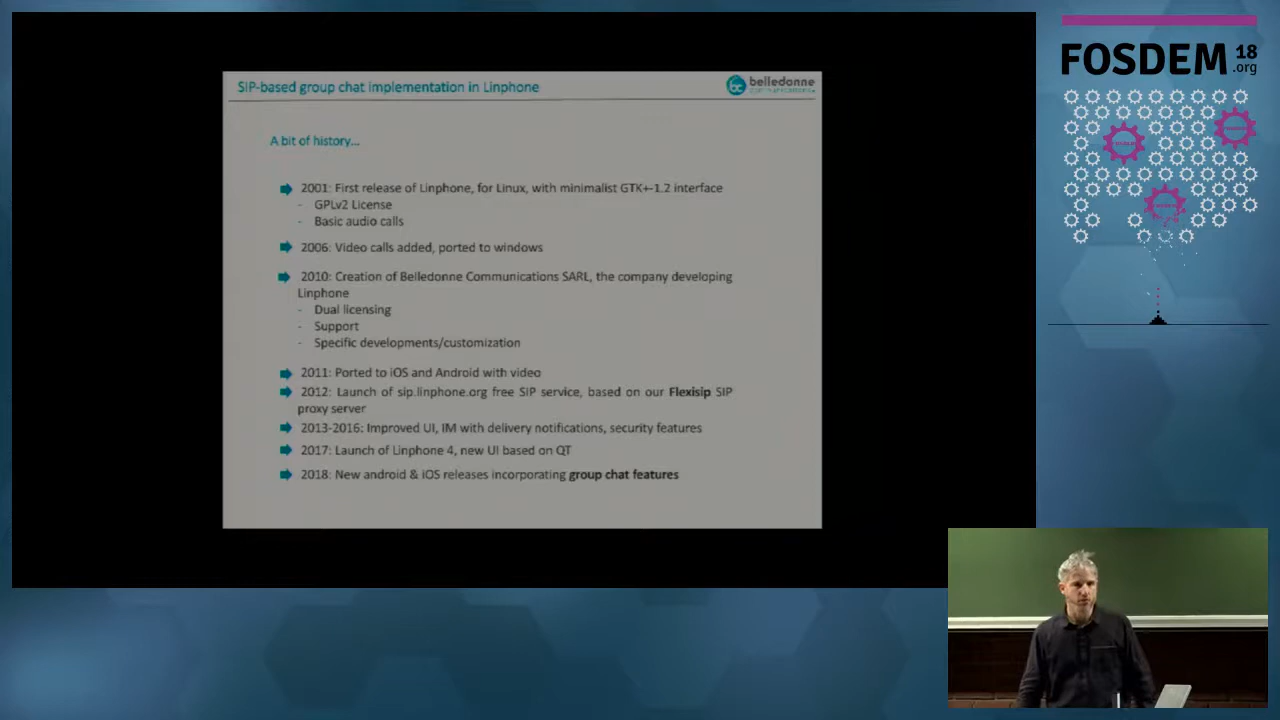 SIP-based group chat implementation in Linphone
belledonne
A bit of history...
2001: First release of Linphone, for Linux, with minimalist GTK+-1.2 interface
- GPLv2 License
- Basic audio calls
2006: Video calls added, ported to windows
2010: Creation of Belledonne Communications SARL, the company developing
Linphone
- Dual licensing
- Support
- Specific developments/customization
2011: Ported to iOS and Android with video
2012: Launch of sip.linphone.org free SIP service, based on our Flexisip SIP
proxy server
2013-2016: Improved UI, IM with delivery notifications, security features
2017: Launch of Linphone 4, new UI based on QT
2018: New android & iOS releases incorporating group chat features
FOSDEM 18
.org